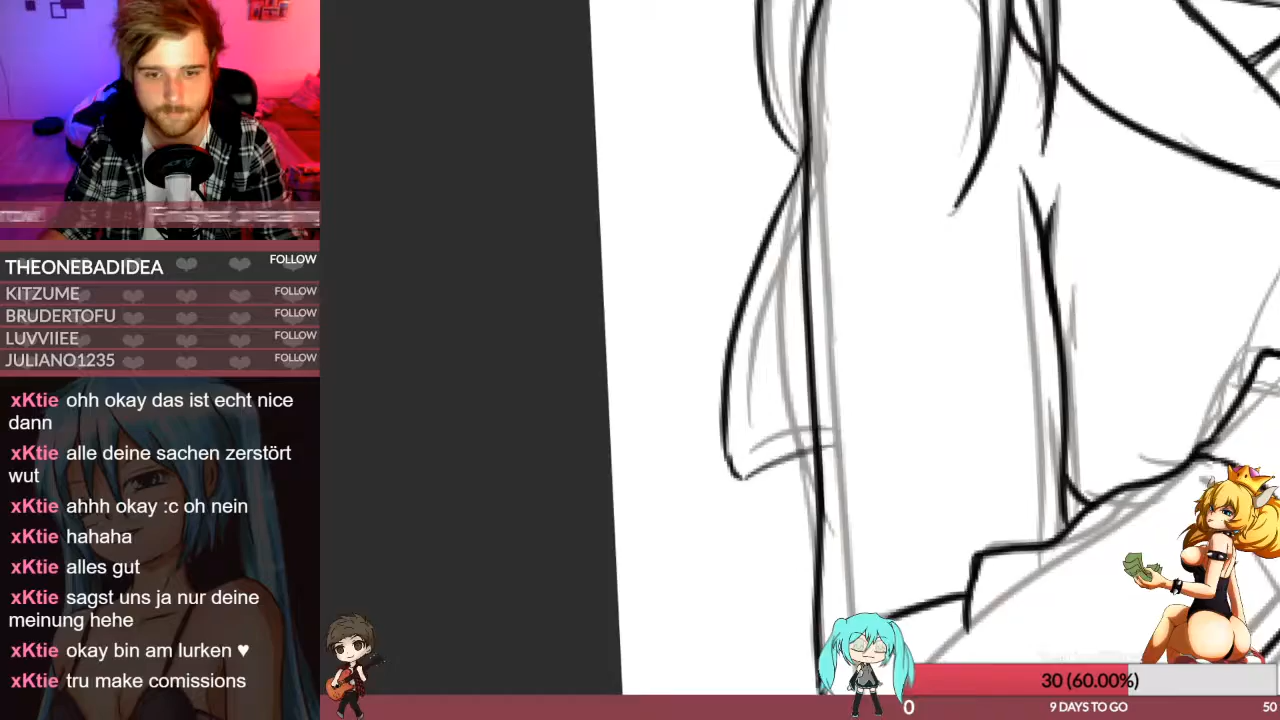 THEONEBADIDEA FOLLOW
KITZUME FOLLOW
BRUDERTOFU FOLLOW
LUVVIIEE FOLLOW
JULIANO1235 FOLLOW
xKtie ohh okay das ist echt nice
dann
xKtie alle deine sachen zerstört
wut
xKtie ahhh okay :c oh nein
xKtie hahaha
xKtie alles gut
xKtie sagst uns ja nur deine
meinung hehe
xKtie okay bin am lurken ♥
xKtie tru make comissions
30 (60.00%)
0 9 DAYS TO GO 50